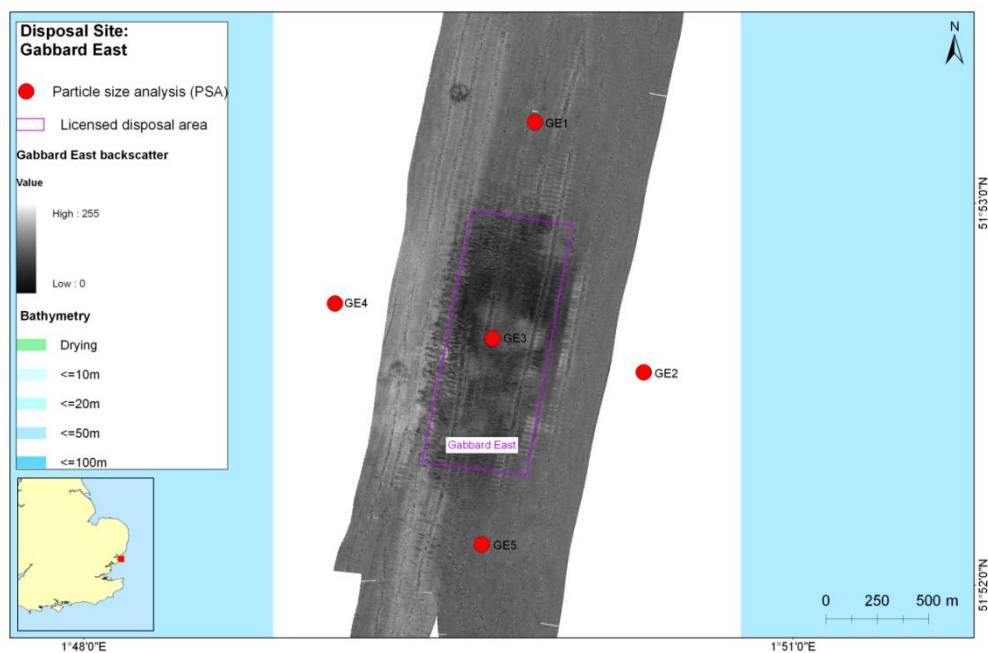 Disposal Site:
Gabbard East
Particle size analysis (PSA)
Licensed disposal area
Gabbard East backscatter
Value
High : 255
Low : 0
Bathymetry
Drying
<=10m
<=20m
<=50m
<=100m
N
GE1
GE4
GE3
GE2
Gabbard East
GE5
51°53'0"N
51°52'0"N
0 250 500 m
1°48'0"E
1°51'0"E